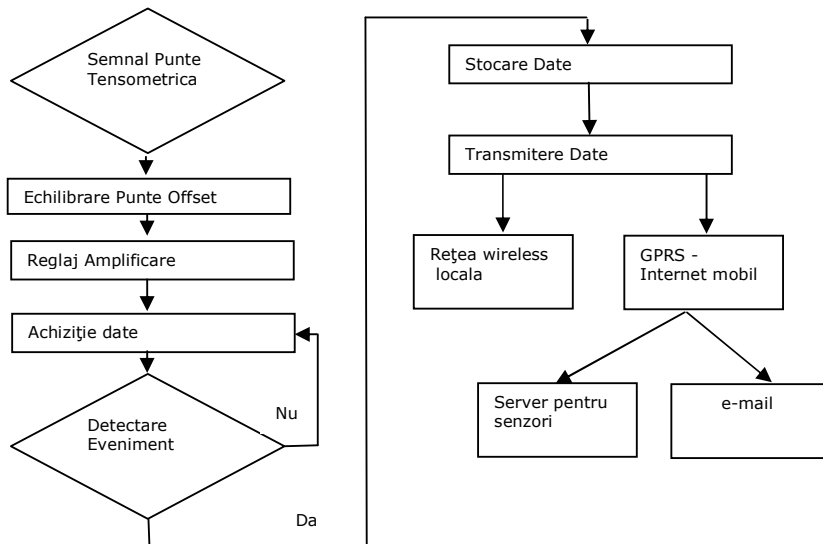 Semnal Punte
Tensometrica
Echilibrare Punte Offset
Reglaj Amplificare
Achiziţie date
Detectare
Eveniment
Nu
Da
Stocare Date
Transmitere Date
Reţea wireless
locala
GPRS -
Internet mobil
Server pentru
senzori
e-mail